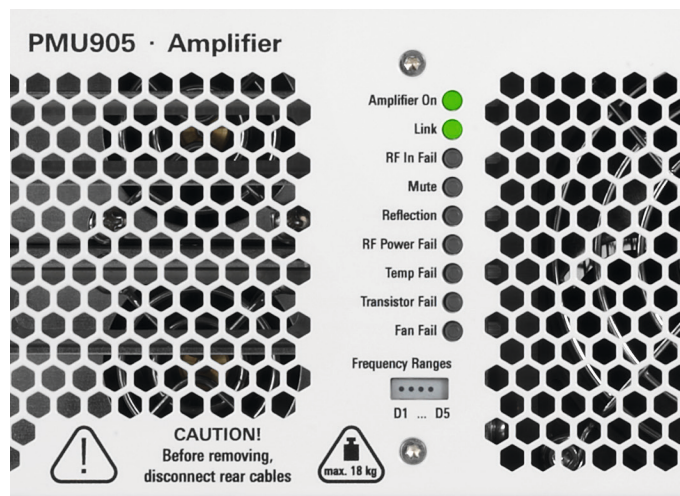 PMU905 · Amplifier
Amplifier On
Link
RF In Fail
Mute
Reflection
RF Power Fail
Temp Fail
Transistor Fail
Fan Fail
Frequency Ranges
D1 ... D5
CAUTION!
Before removing,
disconnect rear cables
!
max. 18 kg